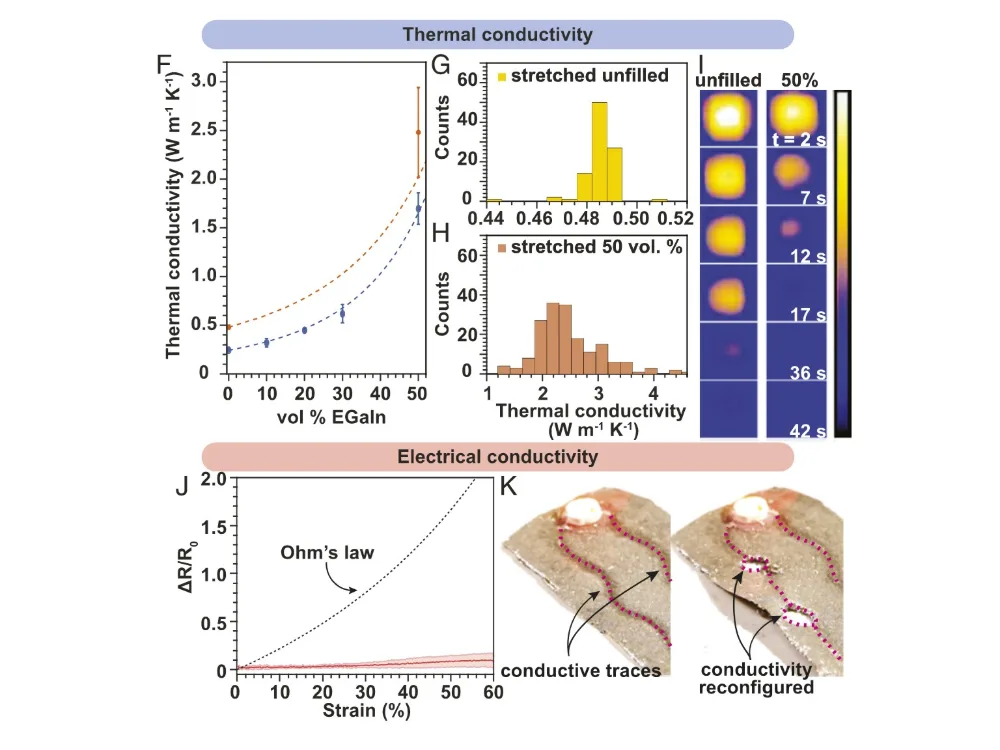 Thermal conductivity
F
Thermal conductivity (W m⁻¹ K⁻¹)
3.0
2.5
2.0
1.5
1.0
0.5
0
0 10 20 30 40 50
vol % EGaIn
G
stretched unfilled
Counts
60
40
20
0
0.44 0.46 0.48 0.50 0.52
H
stretched 50 vol. %
Counts
60
40
20
0
1 2 3 4
Thermal conductivity
(W m⁻¹ K⁻¹)
I
unfilled 50%
t = 2 s
7 s
12 s
17 s
36 s
42 s
Electrical conductivity
J
ΔR/R₀
2.0
1.5
1.0
0.5
0
Ohm's law
0 10 20 30 40 50 60
Strain (%)
K
conductive traces
conductivity
reconfigured